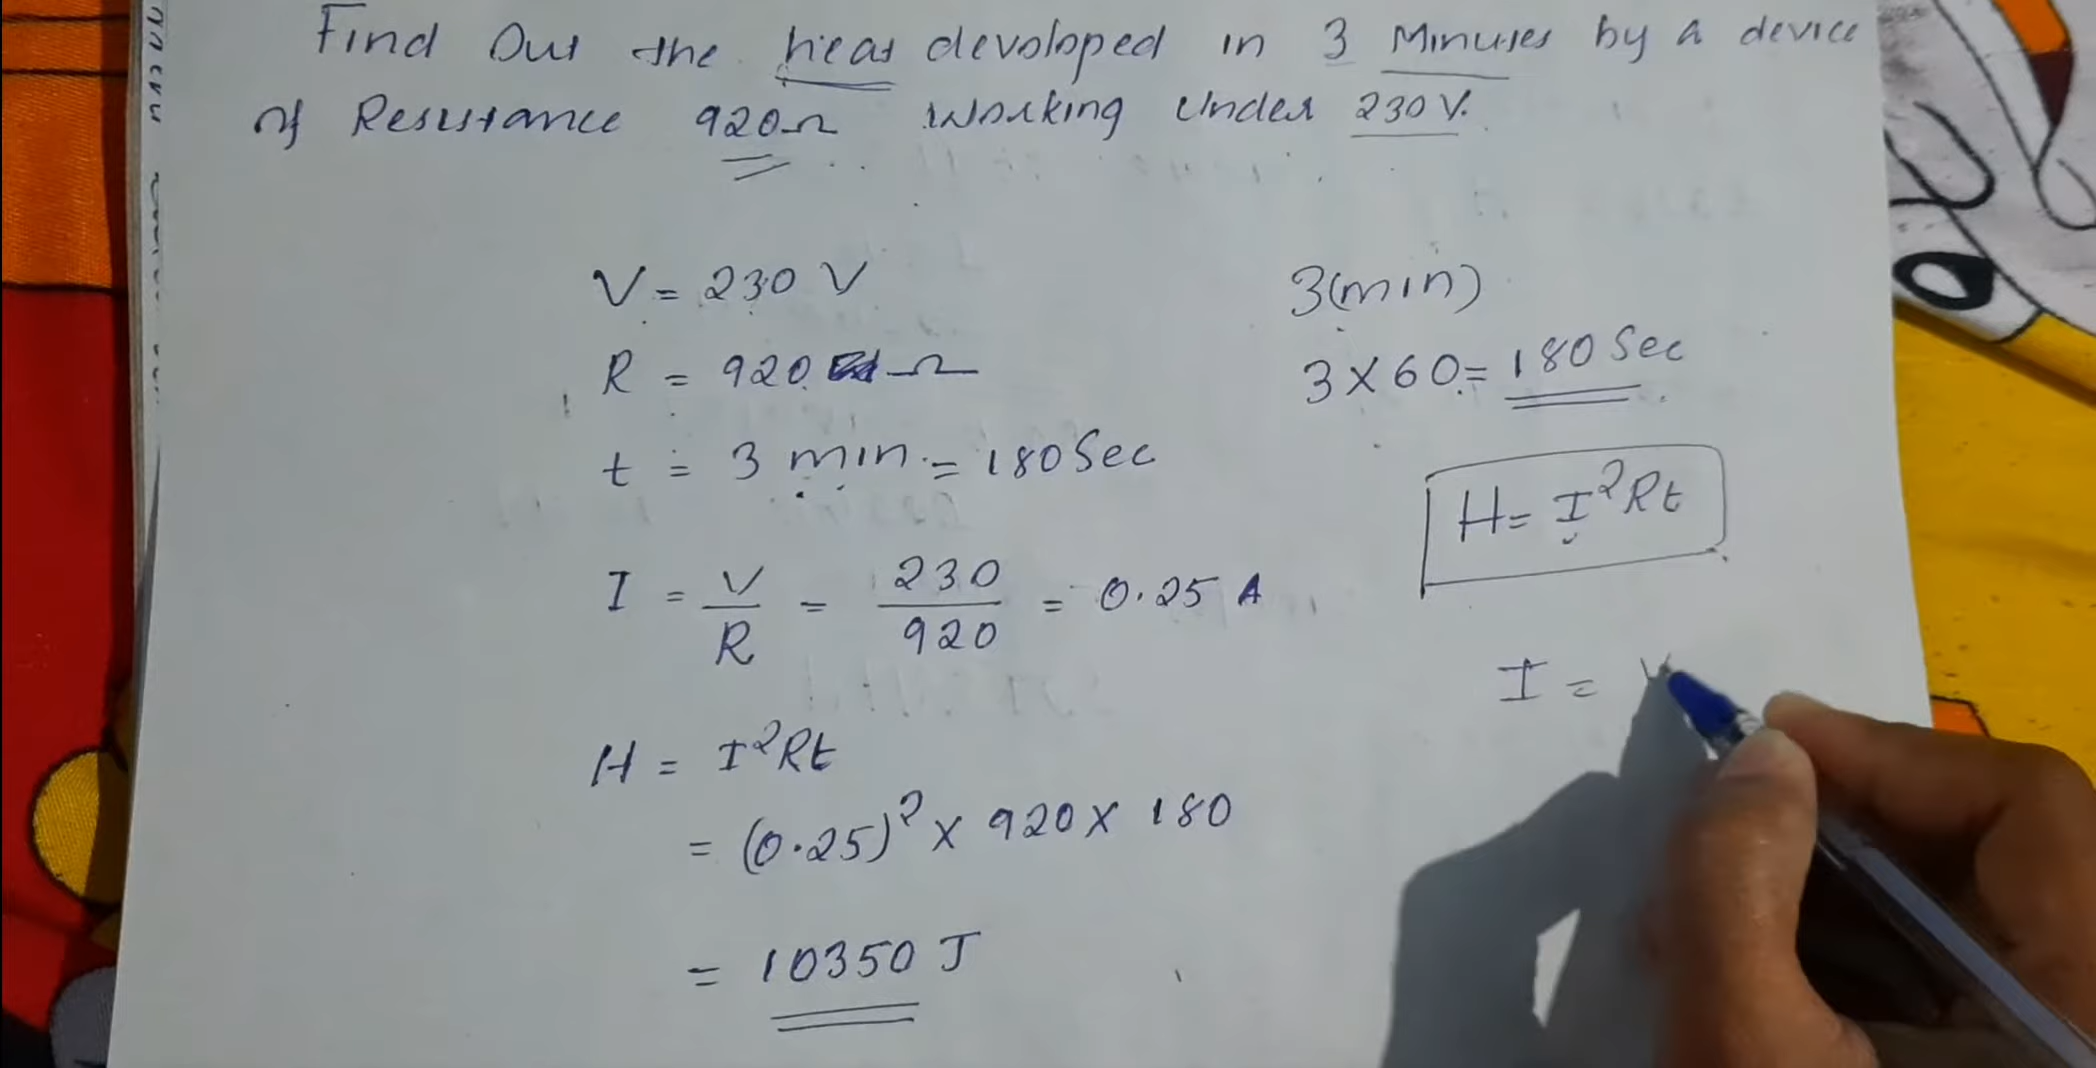 Find Out the heat devoloped in 3 Minutes by a device
of Resistance 920Ω Working Under 230 V.
V = 230 V
R = 920 Ω
t = 3 min. = 180 Sec
I = V/R = 230/920 = 0.25 A
H = I²Rt
= (0.25)² × 920 × 180
= 10350 J
3(min)
3 × 60 = 180 Sec
H = I²Rt
I = V